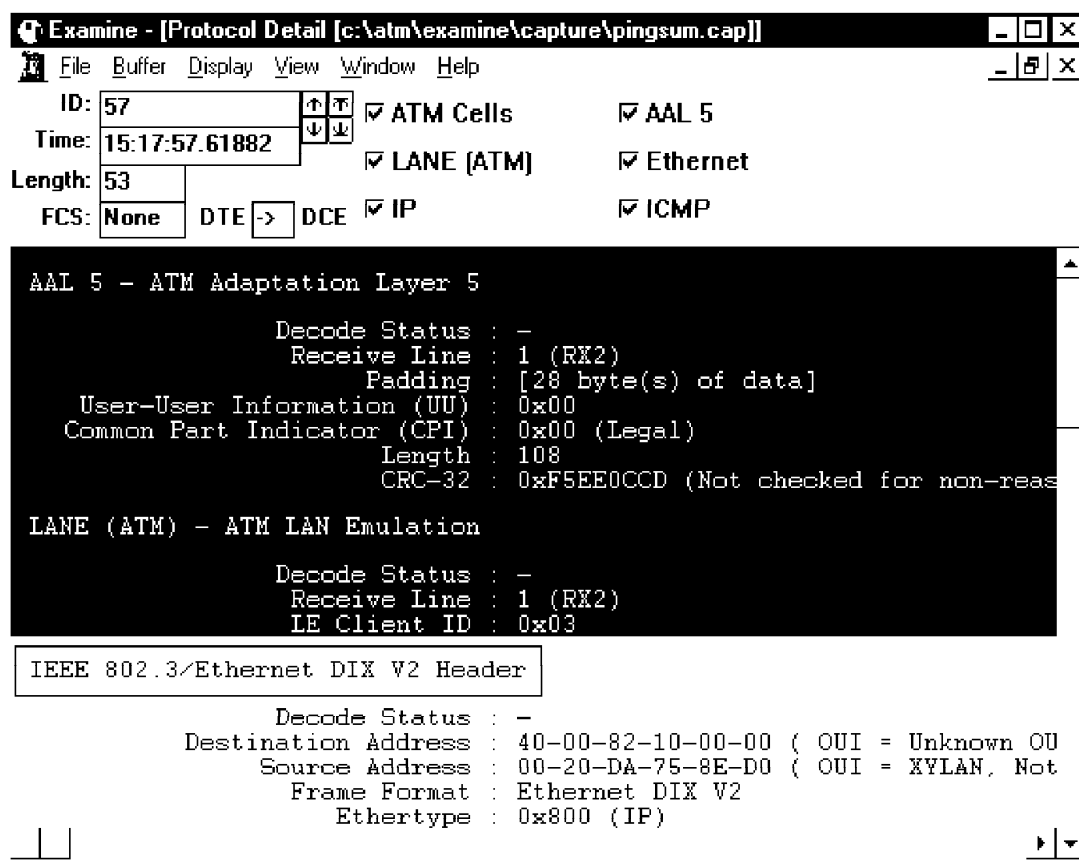 Examine - [Protocol Detail [c:\atm\examine\capture\pingsum.cap]]
File Buffer Display View Window Help
ID: 57
Time: 15:17:57.61882
Length: 53
FCS: None DTE -> DCE
ATM Cells AAL 5
LANE (ATM) Ethernet
IP ICMP
AAL 5 - ATM Adaptation Layer 5
Decode Status : -
Receive Line : 1 (RX2)
Padding : [28 byte(s) of data]
User-User Information (UU) : 0x00
Common Part Indicator (CPI) : 0x00 (Legal)
Length : 108
CRC-32 : 0xF5EE0CCD (Not checked for non-reas
LANE (ATM) - ATM LAN Emulation
Decode Status : -
Receive Line : 1 (RX2)
LE Client ID : 0x03
IEEE 802.3/Ethernet DIX V2 Header
Decode Status : -
Destination Address : 40-00-82-10-00-00 ( OUI = Unknown OU
Source Address : 00-20-DA-75-8E-D0 ( OUI = XYLAN, Not
Frame Format : Ethernet DIX V2
Ethertype : 0x800 (IP)